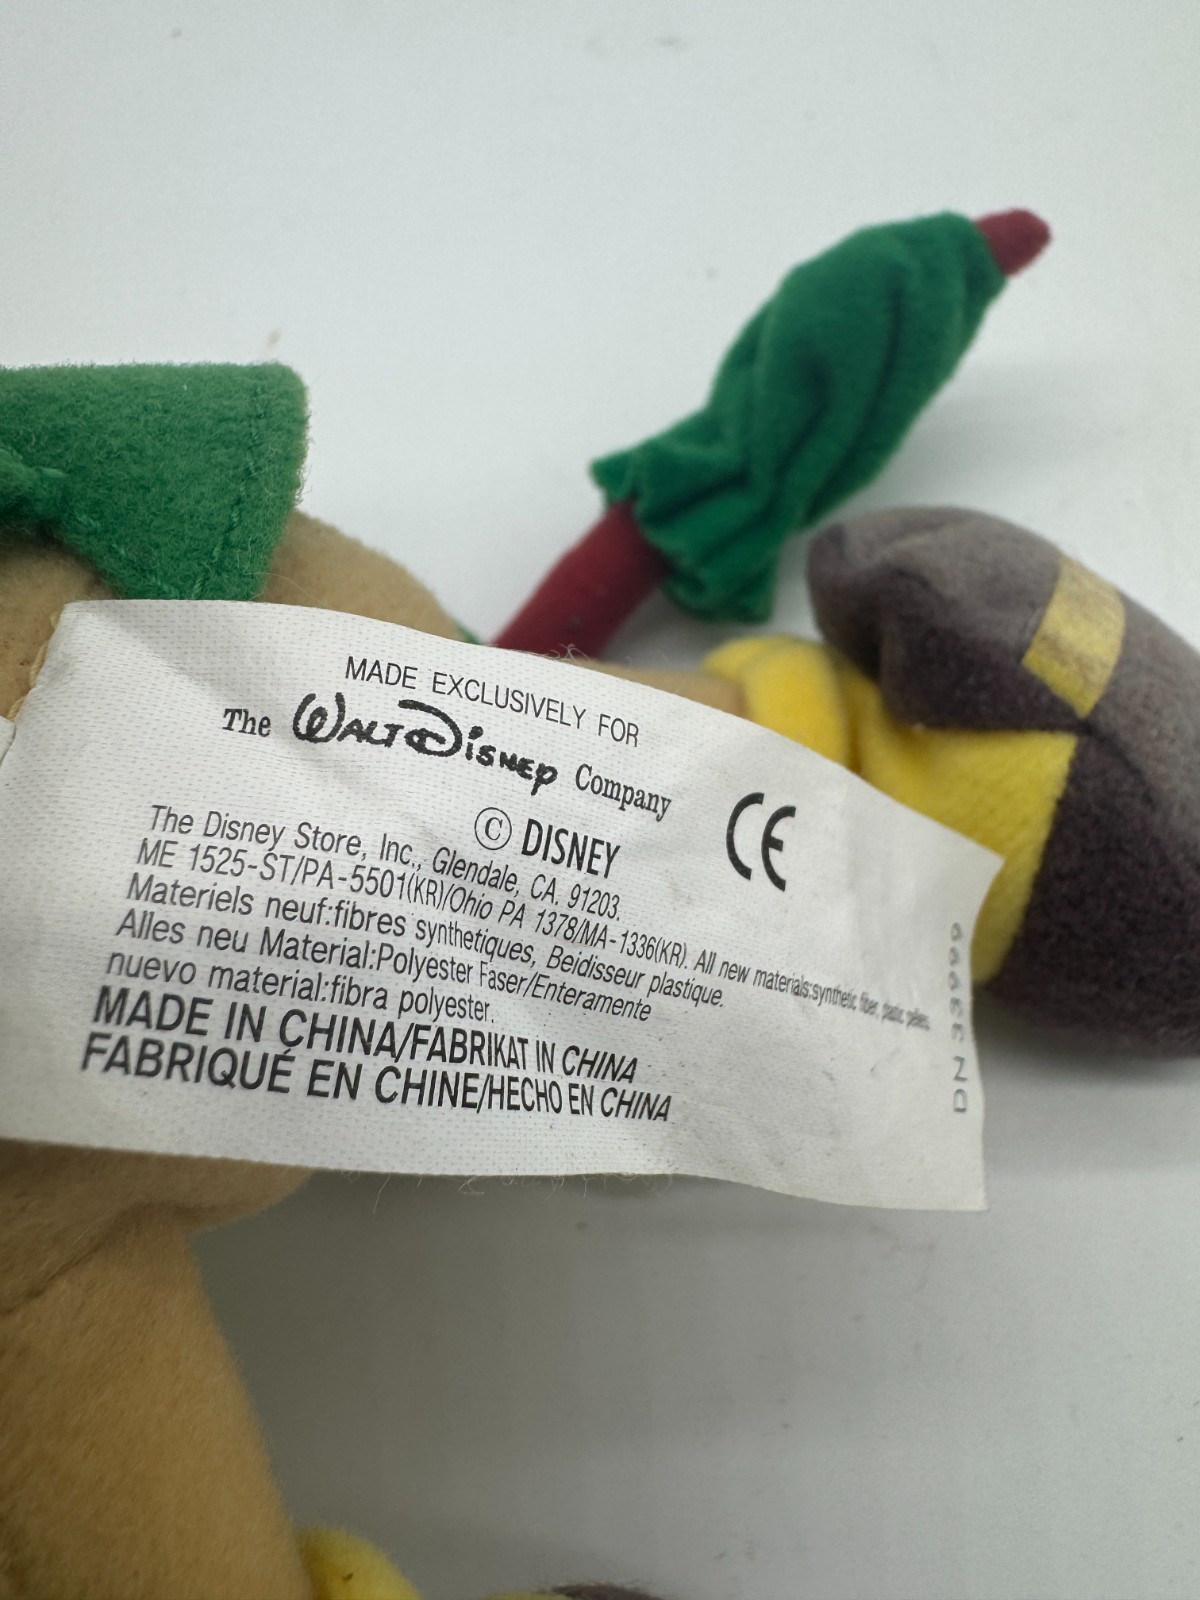 MADE EXCLUSIVELY FOR
The WALT DISNEY Company
© DISNEY
CE
The Disney Store, Inc., Glendale, CA. 91203.
ME 1525-ST/PA-5501(KR)/Ohio PA 1378/MA-1336(KR). All new materials:synthetic fiber, plastic pellets.
Materiels neuf:fibres synthetiques, Beidisseur plastique.
Alles neu Material:Polyester Faser/Enteramente
nuevo material:fibra polyester.
MADE IN CHINA/FABRIKAT IN CHINA
FABRIQUÉ EN CHINE/HECHO EN CHINA
DN 33999